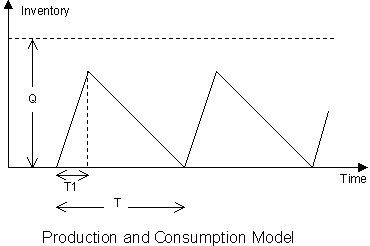 Inventory
Q
T1
Time
T
Production and Consumption Model